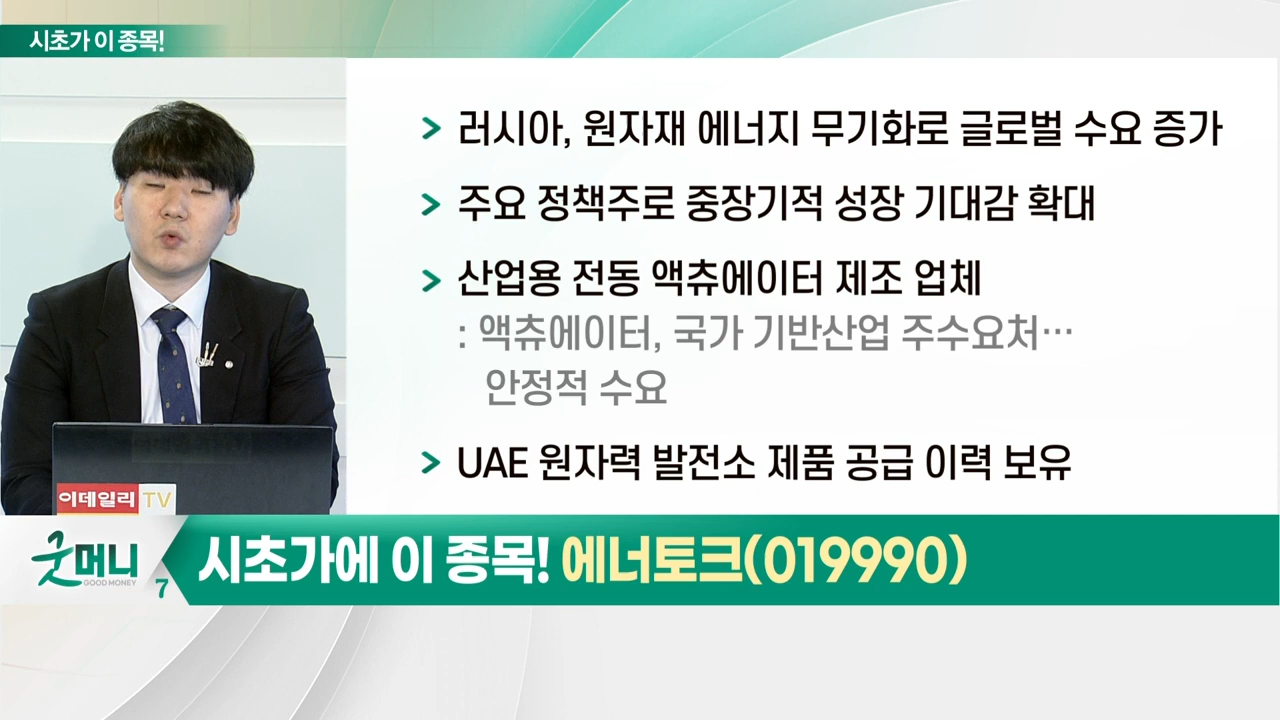 시초가 이 종목!
> 러시아, 원자재 에너지 무기화로 글로벌 수요 증가
> 주요 정책주로 중장기적 성장 기대감 확대
> 산업용 전동 액츄에이터 제조 업체
: 액츄에이터, 국가 기반산업 주수요처…
안정적 수요
> UAE 원자력 발전소 제품 공급 이력 보유
이데일리 TV
굿머니
GOOD MONEY
7
시초가에 이 종목! 에너토크(019990)